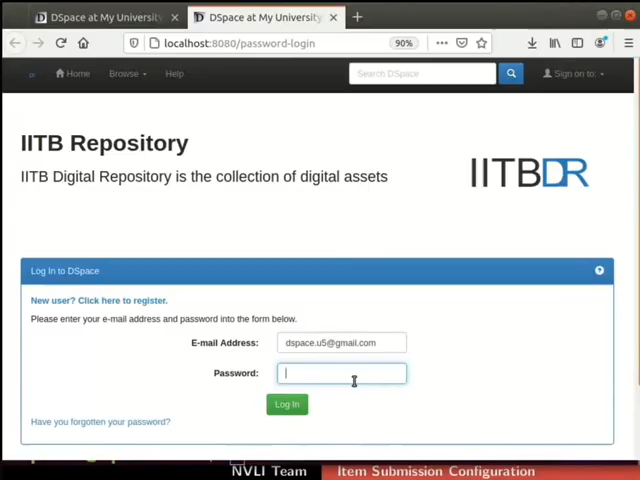 DSpace at My University
DSpace at My University
localhost:8080/password-login
90%
Home
Browse
Help
Search DSpace
Sign on to:
IITB Repository
IITB Digital Repository is the collection of digital assets
IITBDR
Log In to DSpace
New user? Click here to register.
Please enter your e-mail address and password into the form below.
E-mail Address:
dspace.u5@gmail.com
Password:
Log In
Have you forgotten your password?
NVLI Team
Item Submission Configuration